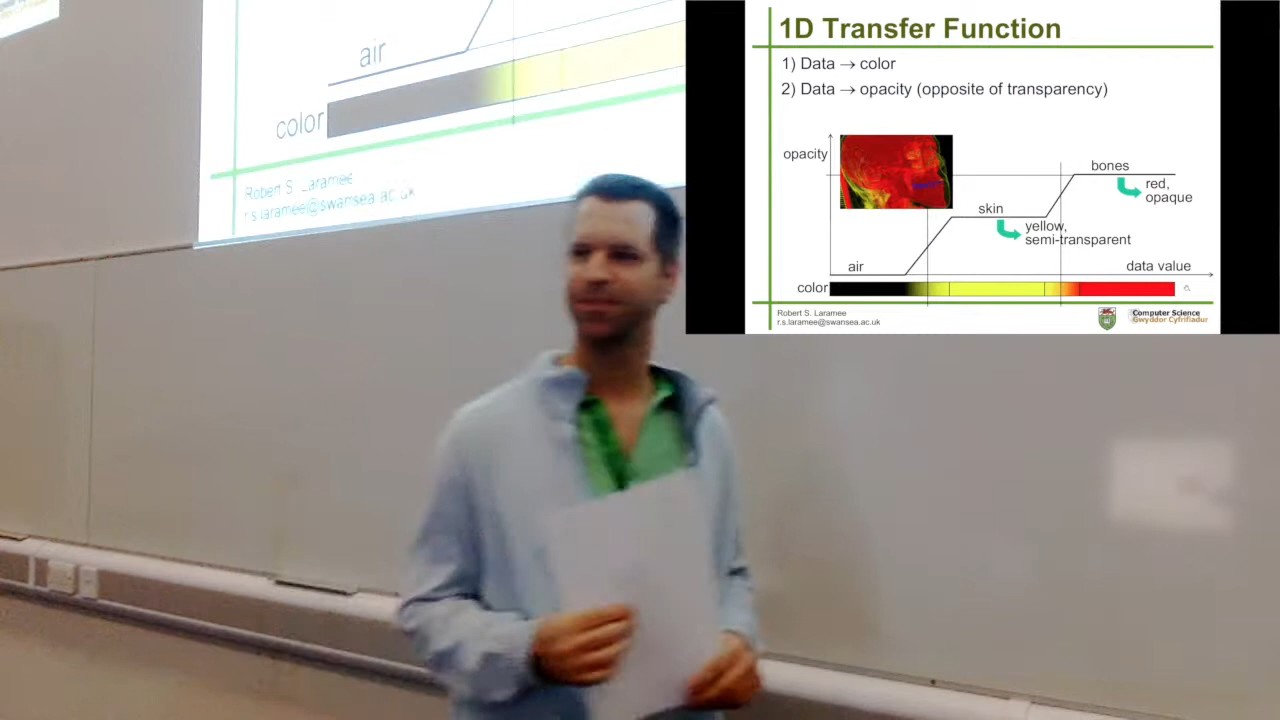 air
color
Robert S. Laramee
r.s.laramee@swansea.ac.uk
1D Transfer Function
1) Data → color
2) Data → opacity (opposite of transparency)
opacity
bones
red,
opaque
skin
yellow,
semi-transparent
air
data value
color
Robert S. Laramee
r.s.laramee@swansea.ac.uk
Computer Science
Gwyddor Cyfrifiadur